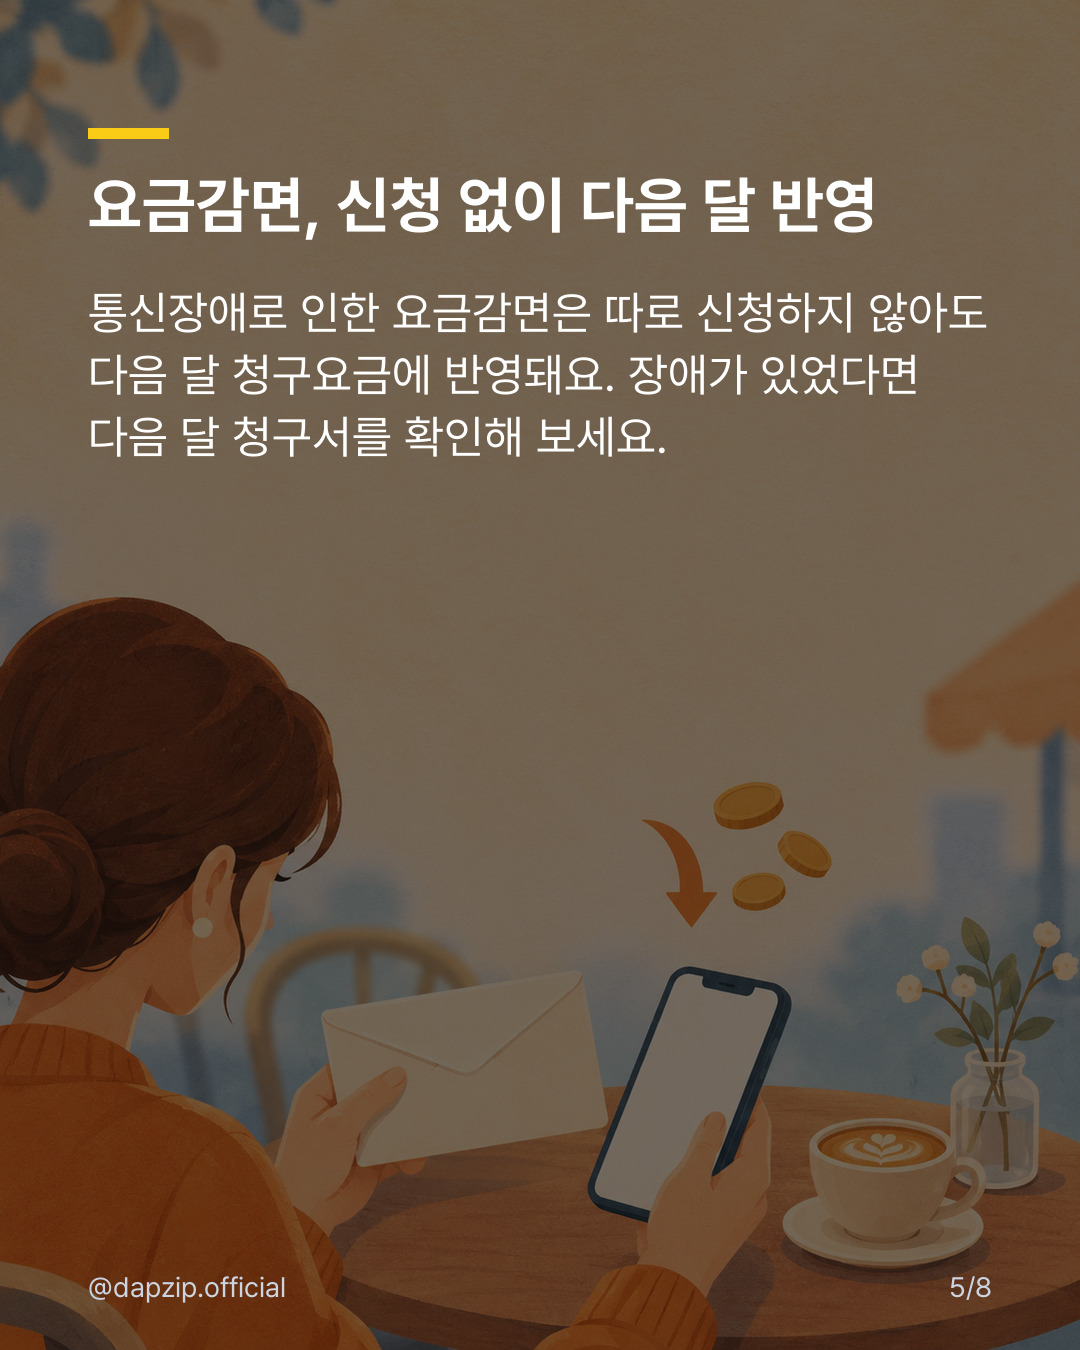 요금감면, 신청 없이 다음 달 반영
통신장애로 인한 요금감면은 따로 신청하지 않아도
다음 달 청구요금에 반영돼요. 장애가 있었다면
다음 달 청구서를 확인해 보세요.
@dapzip.official
5/8